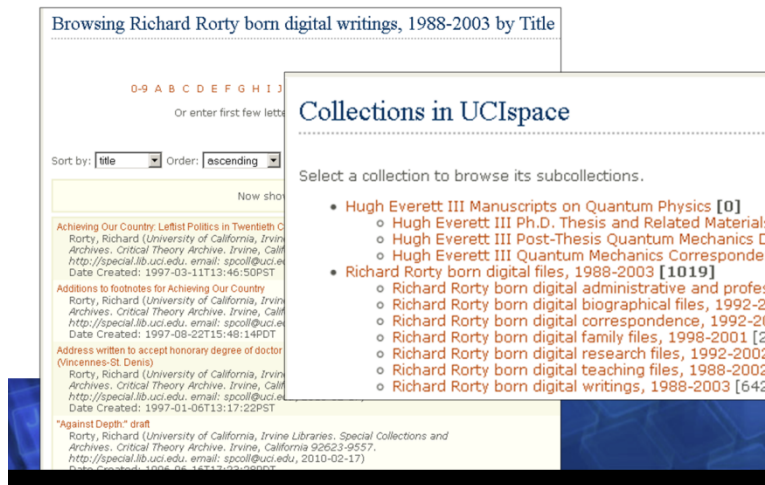 Browsing Richard Rorty born digital writings, 1988-2003 by Title
0-9 A B C D E F G H I J
Or enter first few lette
Sort by: title Order: ascending
Now show
Achieving Our Country: Leftist Politics in Twentieth C
Rorty, Richard (University of California, Irvin
Archives. Critical Theory Archive. Irvine, Calif
http://special.lib.uci.edu. email: spcoll@uci.e
Date Created: 1997-03-11T13:46:50PST
Additions to footnotes for Achieving Our Country
Rorty, Richard (University of California, Irvin
Archives. Critical Theory Archive. Irvine, Calif
http://special.lib.uci.edu. email: spcoll@uci.e
Date Created: 1997-08-22T15:48:14PDT
Address written to accept honorary degree of doctor
(Vincennes-St. Denis)
Rorty, Richard (University of California, Irvin
Archives. Critical Theory Archive. Irvine, Calif
http://special.lib.uci.edu. email: spcoll@uci.e
Date Created: 1997-01-06T13:17:22PST
"Against Depth:" draft
Rorty, Richard (University of California, Irvine Libraries. Special Collections and
Archives. Critical Theory Archive. Irvine, California 92623-9557.
http://special.lib.uci.edu. email: spcoll@uci.edu, 2010-02-17)
Date Created: 1996-06-16T17:23:28PDT
Collections in UCIspace
Select a collection to browse its subcollections.
Hugh Everett III Manuscripts on Quantum Physics [0]
Hugh Everett III Ph.D. Thesis and Related Materials
Hugh Everett III Post-Thesis Quantum Mechanics D
Hugh Everett III Quantum Mechanics Corresponde
Richard Rorty born digital files, 1988-2003 [1019]
Richard Rorty born digital administrative and profes
Richard Rorty born digital biographical files, 1992-2
Richard Rorty born digital correspondence, 1992-20
Richard Rorty born digital family files, 1998-2001 [2
Richard Rorty born digital research files, 1992-2002
Richard Rorty born digital teaching files, 1988-2002
Richard Rorty born digital writings, 1988-2003 [642